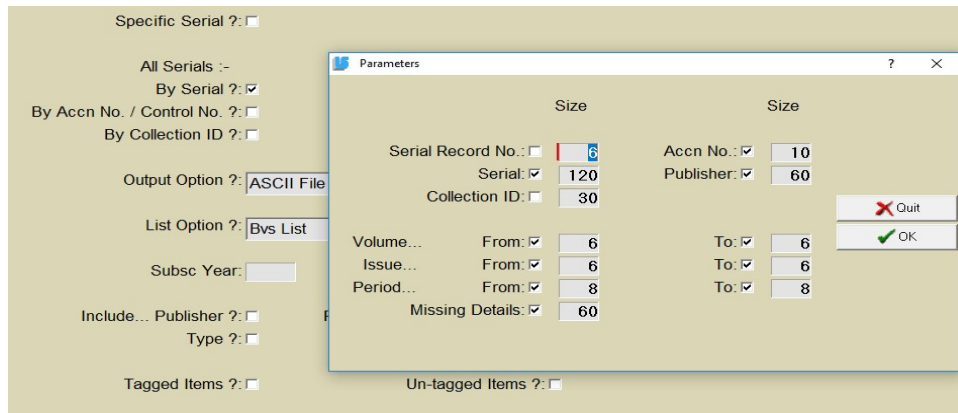 Specific Serial ?:
All Serials :-
By Serial ?:
By Accn No. / Control No. ?:
By Collection ID ?:
Output Option ?: ASCII File
List Option ?: Bvs List
Subsc Year:
Include... Publisher ?:
Type ?:
Tagged Items ?: Un-tagged Items ?:
Parameters ? ×
Size Size
Serial Record No.: 6 Accn No.: 10
Serial: 120 Publisher: 60
Collection ID: 30
Quit
OK
Volume... From: 6 To: 6
Issue... From: 6 To: 6
Period... From: 8 To: 8
Missing Details: 60